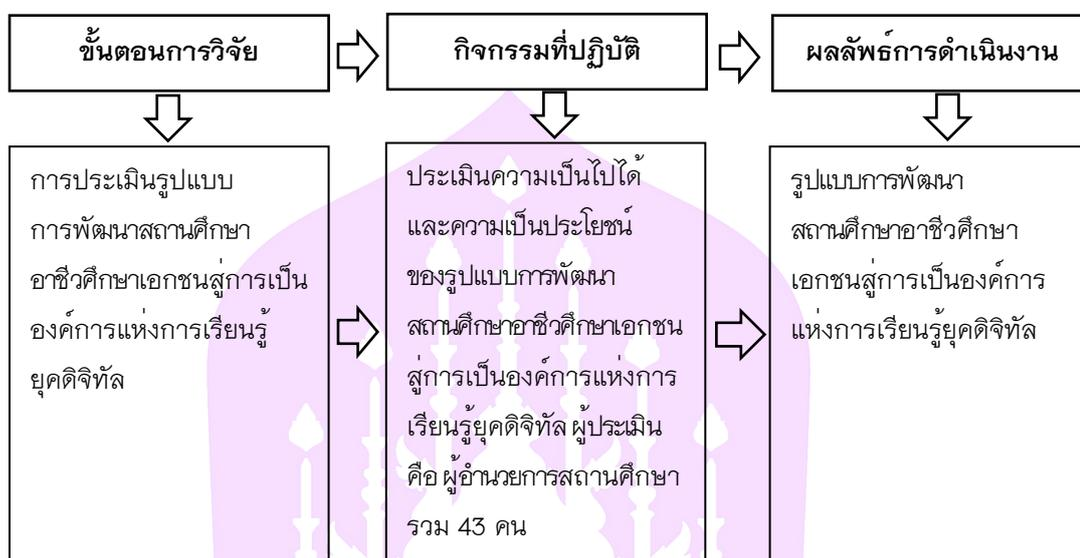 ขั้นตอนการวิจัย
กิจกรรมที่ปฏิบัติ
ผลลัพธ์การดำเนินงาน
การประเมินรูปแบบ
การพัฒนาสถานศึกษา
อาชีวศึกษาเอกชนสู่การเป็น
องค์การแห่งการเรียนรู้
ยุคดิจิทัล
ประเมินความเป็นไปได้
และความเป็นประโยชน์
ของรูปแบบการพัฒนา
สถานศึกษาอาชีวศึกษาเอกชน
สู่การเป็นองค์การแห่งการ
เรียนรู้ยุคดิจิทัล ผู้ประเมิน
คือ ผู้อำนวยการสถานศึกษา
รวม 43 คน
รูปแบบการพัฒนา
สถานศึกษาอาชีวศึกษา
เอกชนสู่การเป็นองค์การ
แห่งการเรียนรู้ยุคดิจิทัล